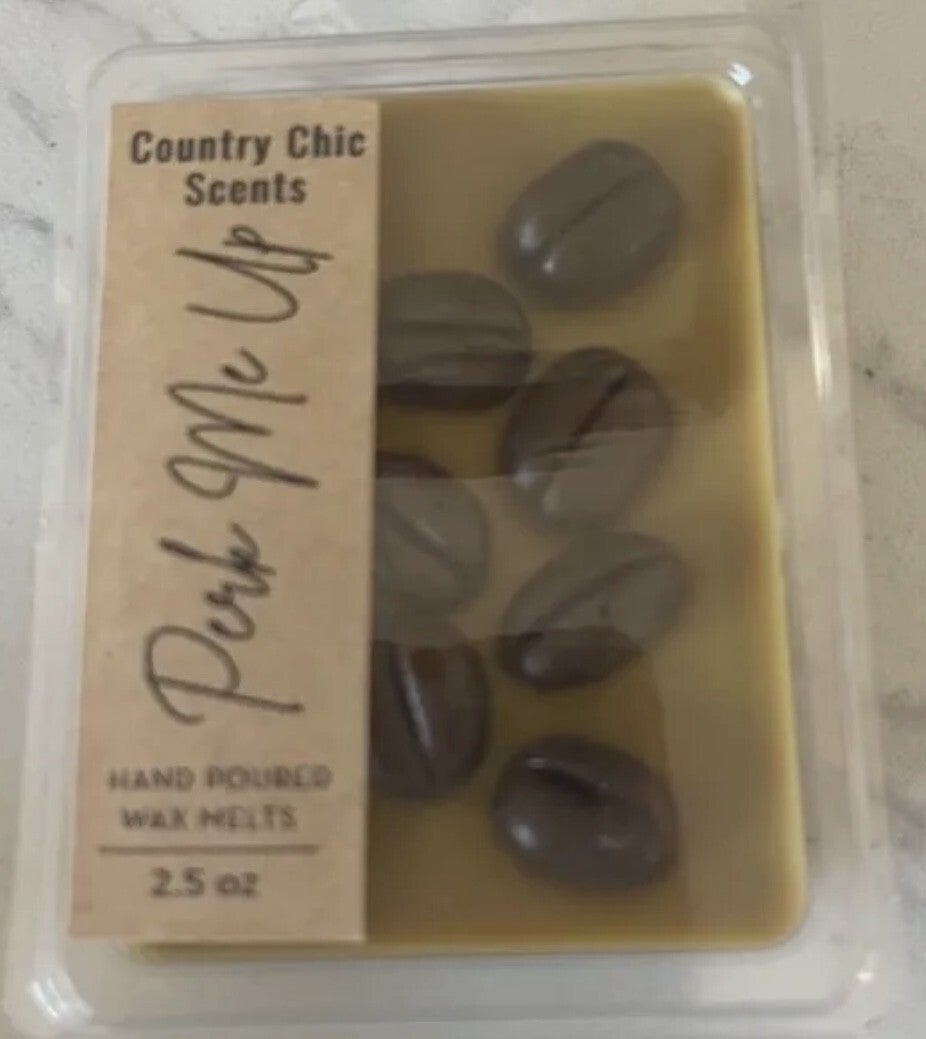 Country Chic
Scents
Perk Me Up
HAND POURED
WAX MELTS
2.5 oz